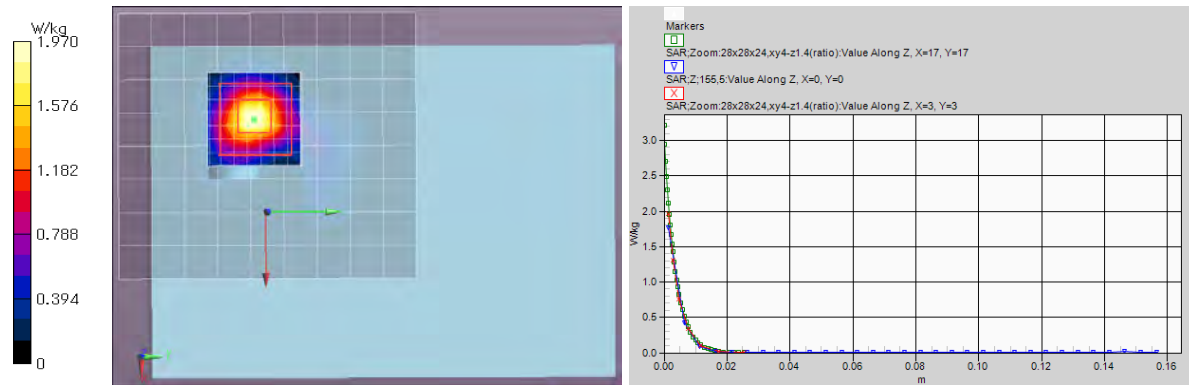 W/kg
1.970
1.576
1.182
0.788
0.394
0
Markers
SAR;Zoom:28x28x24,xy4-z1.4(ratio):Value Along Z, X=17, Y=17
SAR;Z;155,5:Value Along Z, X=0, Y=0
SAR;Zoom:28x28x24,xy4-z1.4(ratio):Value Along Z, X=3, Y=3
3.0
2.5
2.0
1.5
1.0
0.5
0.0
W/kg
0.00 0.02 0.04 0.06 0.08 0.10 0.12 0.14 0.16
m